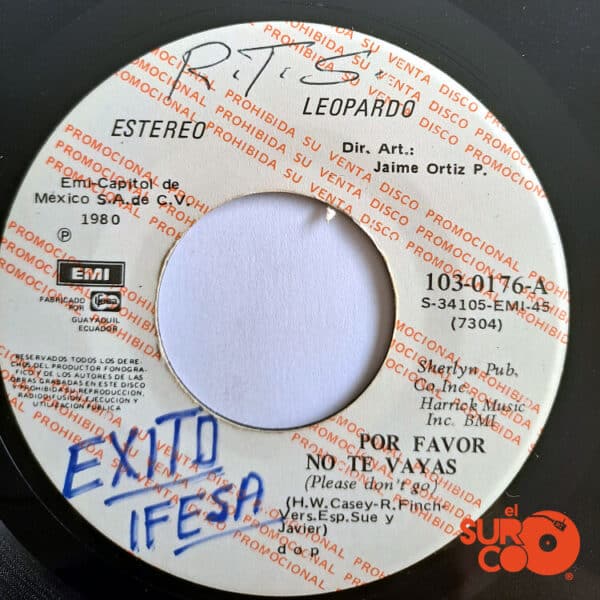 R.T.S.
LEOPARDO
ESTEREO
Dir. Art.:
Jaime Ortiz P.
Emi-Capitol de
Mexico S.A.de C.V.
1980
P
EMI
FABRICADO
POR
ifesa
GUAYAQUIL
ECUADOR
103-0176-A
S-34105-EMI-45
(7304)
RESERVADOS TODOS LOS DERE-
CHOS DEL PRODUCTOR FONOGRA-
FICO Y DE LOS AUTORES DE LAS
OBRAS GRABADAS EN ESTE DISCO
PROHIBIDA SU REPRODUCCION,
RADIODIFUSION, EJECUCION Y
UTILIZACION PUBLICA
Sherlyn Pub.
Co, Inc.
Harrick Music
Inc. BMI
POR FAVOR
NO TE VAYAS
(Please don't go)
(H.W.Casey-R.Finch-
Vers.Esp.Sue y
Javier)
d o p
EXITO
IFESA
DISCO PROMOCIONAL PROHIBIDA SU VENTA
el
SURCO
®